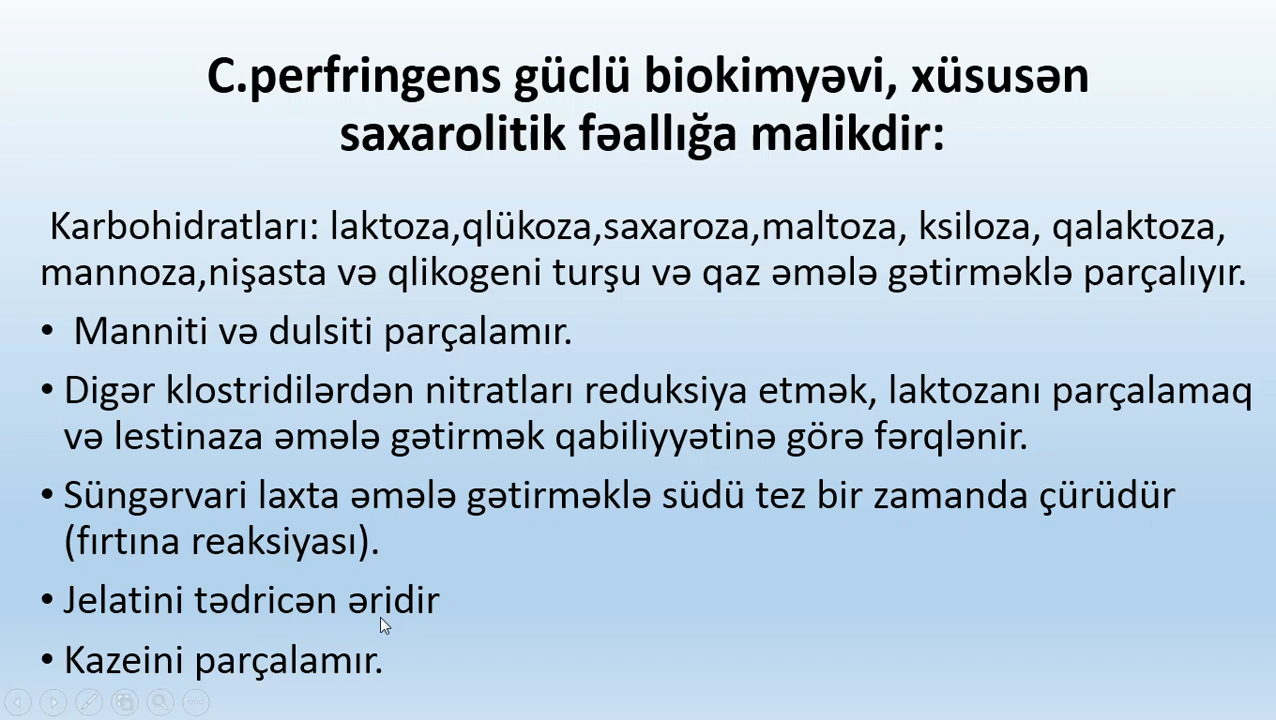 C.perfringens güclü biokimyəvi, xüsusən
saxarolitik fəallığa malikdir:
Karbohidratları: laktoza,qlükoza,saxaroza,maltoza, ksiloza, qalaktoza,
mannoza,nişasta və qlikogeni turşu və qaz əmələ gətirməklə parçalıyır.
• Manniti və dulsiti parçalamır.
• Digər klostridilərdən nitratları reduksiya etmək, laktozanı parçalamaq
və lestinaza əmələ gətirmək qabiliyyətinə görə fərqlənir.
• Süngərvari laxta əmələ gətirməklə südü tez bir zamanda çürüdür
(fırtına reaksiyası).
• Jelatini tədricən əridir
• Kazeini parçalamır.